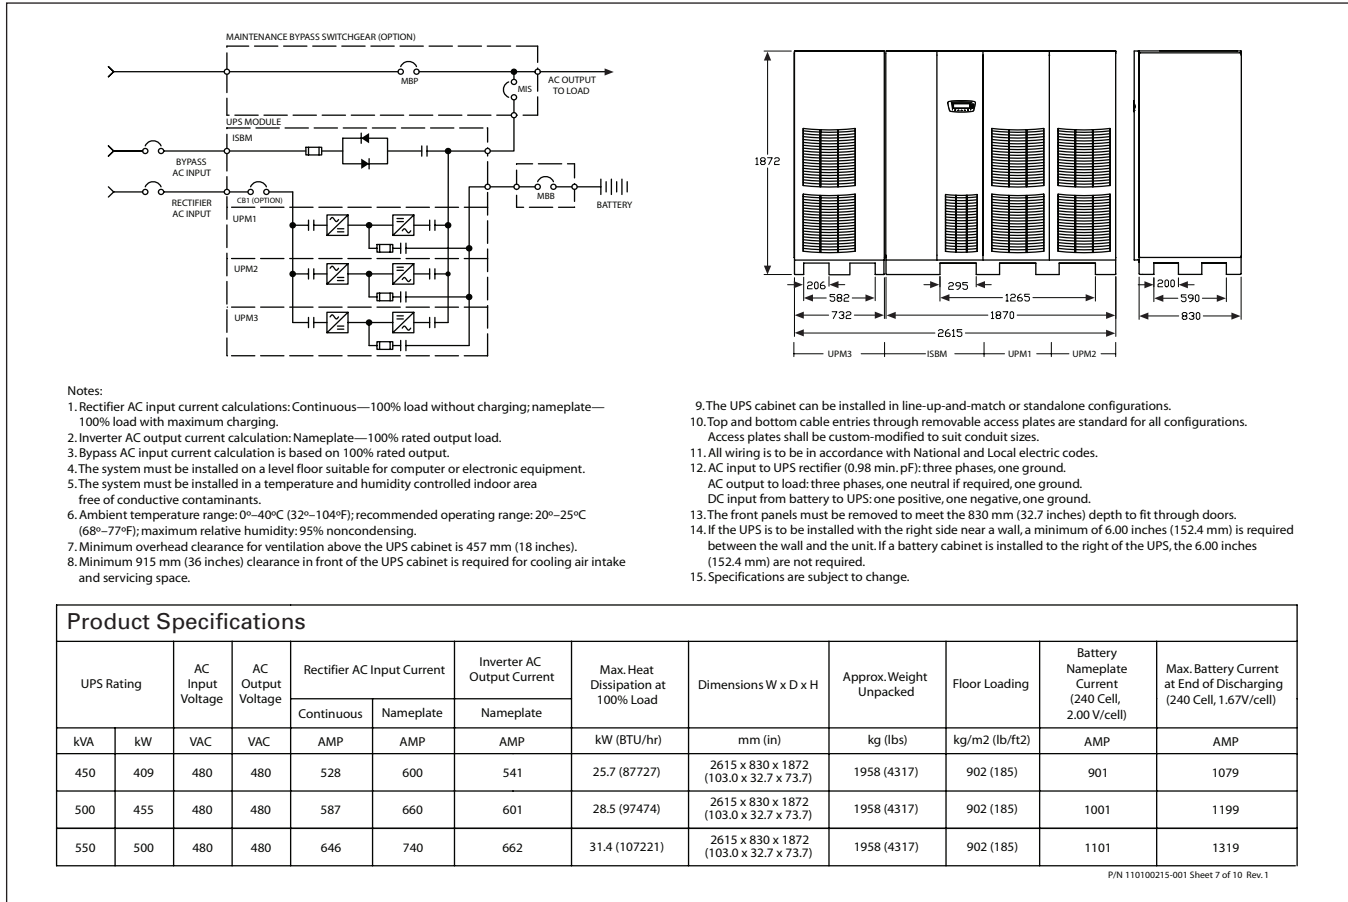 MAINTENANCE BYPASS SWITCHGEAR (OPTION)
MBP
MIS
AC OUTPUT
TO LOAD
UPS MODULE
ISBM
BYPASS
AC INPUT
RECTIFIER
AC INPUT
CB1 (OPTION)
MBB
BATTERY
UPM1
UPM2
UPM3
1872
206
582
732
295
1265
1870
2615
200
590
830
UPM3
ISBM
UPM1
UPM2
Notes:
1. Rectifier AC input current calculations: Continuous—100% load without charging; nameplate—
100% load with maximum charging.
2. Inverter AC output current calculation: Nameplate—100% rated output load.
3. Bypass AC input current calculation is based on 100% rated output.
4. The system must be installed on a level floor suitable for computer or electronic equipment.
5. The system must be installed in a temperature and humidity controlled indoor area
free of conductive contaminants.
6. Ambient temperature range: 0º–40ºC (32º–104ºF); recommended operating range: 20º–25ºC
(68º–77ºF); maximum relative humidity: 95% noncondensing.
7. Minimum overhead clearance for ventilation above the UPS cabinet is 457 mm (18 inches).
8. Minimum 915 mm (36 inches) clearance in front of the UPS cabinet is required for cooling air intake
and servicing space.
9. The UPS cabinet can be installed in line-up-and-match or standalone configurations.
10. Top and bottom cable entries through removable access plates are standard for all configurations.
Access plates shall be custom-modified to suit conduit sizes.
11. All wiring is to be in accordance with National and Local electric codes.
12. AC input to UPS rectifier (0.98 min. pF): three phases, one ground.
AC output to load: three phases, one neutral if required, one ground.
DC input from battery to UPS: one positive, one negative, one ground.
13. The front panels must be removed to meet the 830 mm (32.7 inches) depth to fit through doors.
14. If the UPS is to be installed with the right side near a wall, a minimum of 6.00 inches (152.4 mm) is required
between the wall and the unit. If a battery cabinet is installed to the right of the UPS, the 6.00 inches
(152.4 mm) are not required.
15. Specifications are subject to change.
Product Specifications
UPS Rating
AC
Input
Voltage
AC
Output
Voltage
Rectifier AC Input Current
Continuous
Nameplate
Inverter AC
Output Current
Nameplate
Max. Heat
Dissipation at
100% Load
Dimensions W x D x H
Approx. Weight
Unpacked
Floor Loading
Battery
Nameplate
Current
(240 Cell,
2.00 V/cell)
Max. Battery Current
at End of Discharging
(240 Cell, 1.67V/cell)
kVA kW VAC VAC AMP AMP AMP kW (BTU/hr) mm (in) kg (lbs) kg/m2 (lb/ft2) AMP AMP
450 409 480 480 528 600 541 25.7 (87727) 2615 x 830 x 1872 1958 (4317) 902 (185) 901 1079
(103.0 x 32.7 x 73.7)
500 455 480 480 587 660 601 28.5 (97474) 2615 x 830 x 1872 1958 (4317) 902 (185) 1001 1199
(103.0 x 32.7 x 73.7)
550 500 480 480 646 740 662 31.4 (107221) 2615 x 830 x 1872 1958 (4317) 902 (185) 1101 1319
(103.0 x 32.7 x 73.7)
P/N 110100215-001 Sheet 7 of 10 Rev. 1